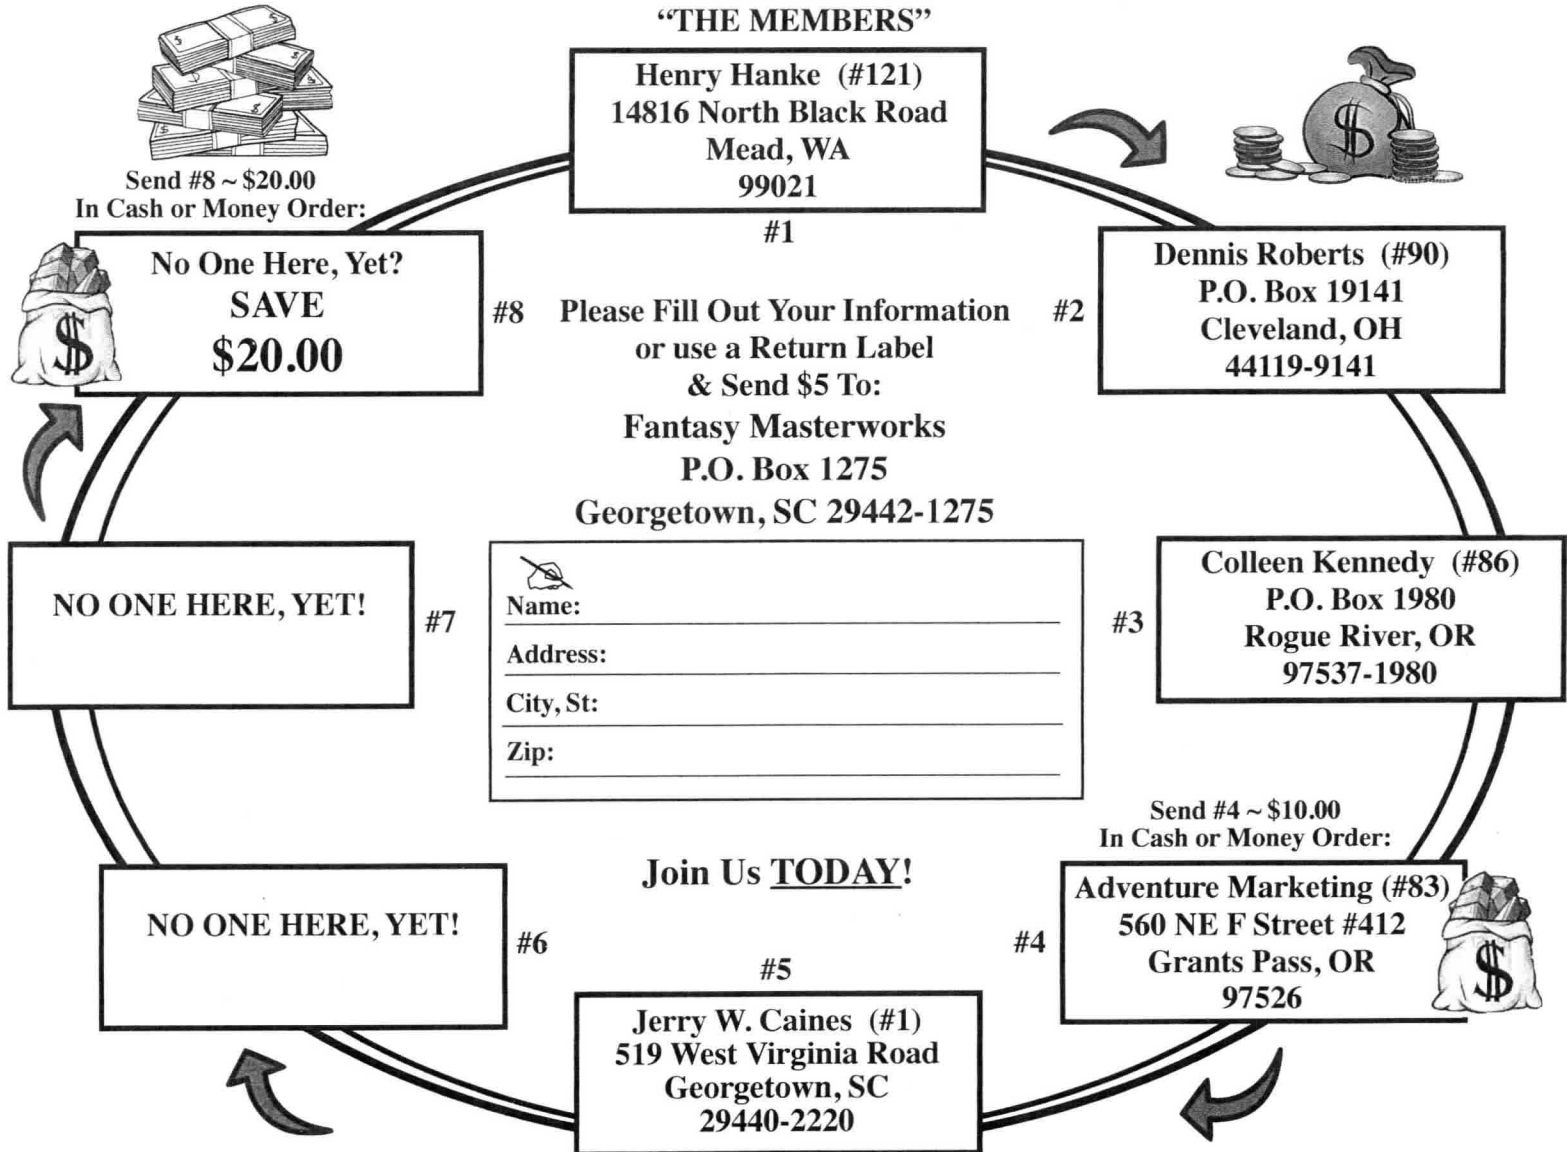 “THE MEMBERS”
Henry Hanke (#121)
14816 North Black Road
Mead, WA
99021
#1
Dennis Roberts (#90)
P.O. Box 19141
Cleveland, OH
44119-9141
#2
Colleen Kennedy (#86)
P.O. Box 1980
Rogue River, OR
97537-1980
#3
Send #4 ~ $10.00
In Cash or Money Order:
Adventure Marketing (#83)
560 NE F Street #412
Grants Pass, OR
97526
$
#4
#5
Jerry W. Caines (#1)
519 West Virginia Road
Georgetown, SC
29440-2220
NO ONE HERE, YET!
#6
NO ONE HERE, YET!
#7
Send #8 ~ $20.00
In Cash or Money Order:
No One Here, Yet?
SAVE
$20.00
$
#8
Please Fill Out Your Information
or use a Return Label
& Send $5 To:
Fantasy Masterworks
P.O. Box 1275
Georgetown, SC 29442-1275
Name:
Address:
City, St:
Zip:
Join Us TODAY!
$